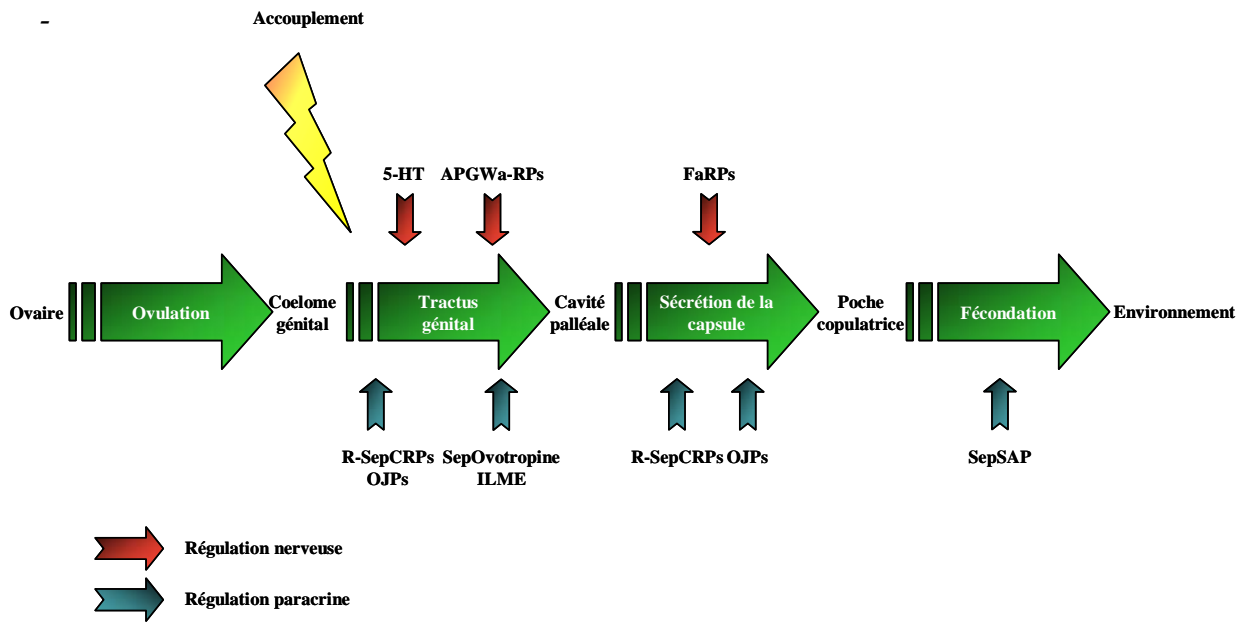 -
Accouplement
5-HT
APGWa-RPs
FaRPs
Ovaire
Ovulation
Coelome
génital
Tractus
génital
Cavité
palléale
Sécrétion de la
capsule
Poche
copulatrice
Fécondation
Environnement
R-SepCRPs
OJPs
SepOvotropine
ILME
R-SepCRPs
OJPs
SepSAP
Régulation nerveuse
Régulation paracrine